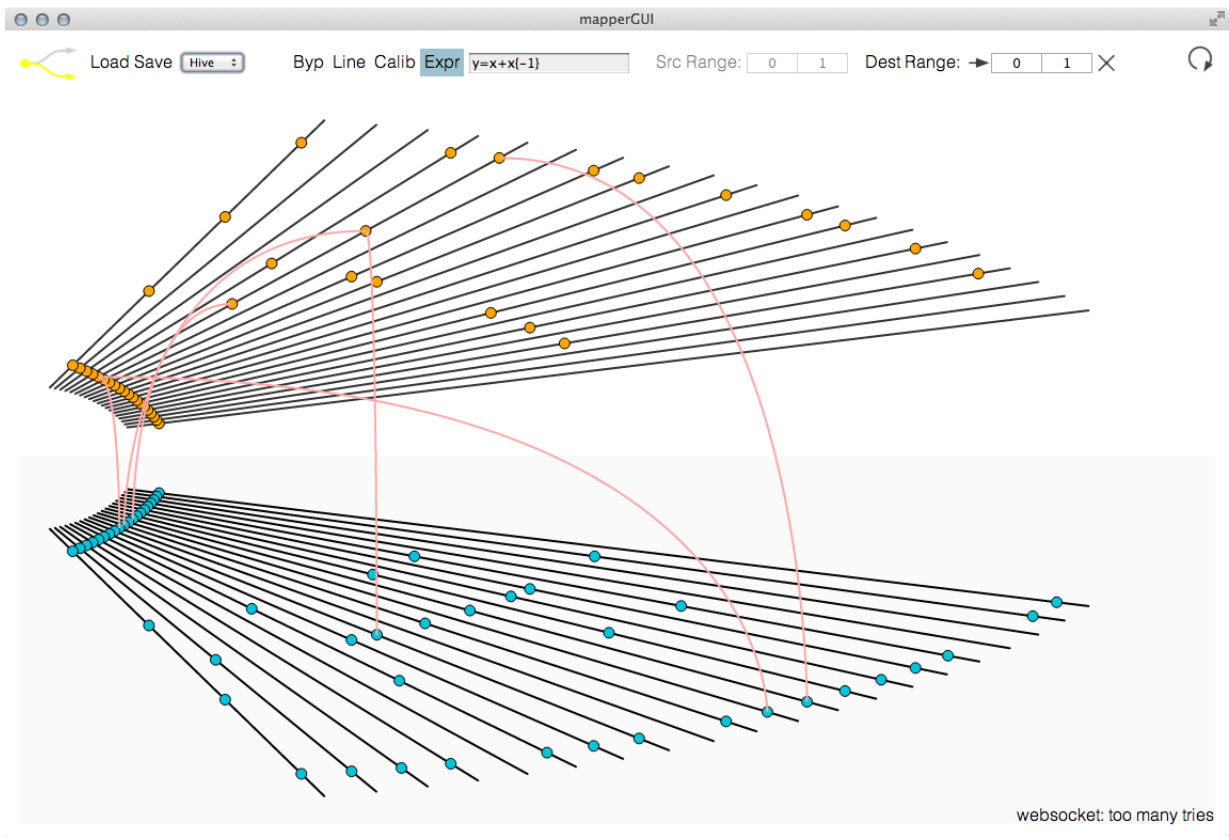 mapperGUI
Load Save Hive Byp Line Calib Expr y=x+x{-1} Src Range: 0 1 Dest Range: 0 1
websocket: too many tries